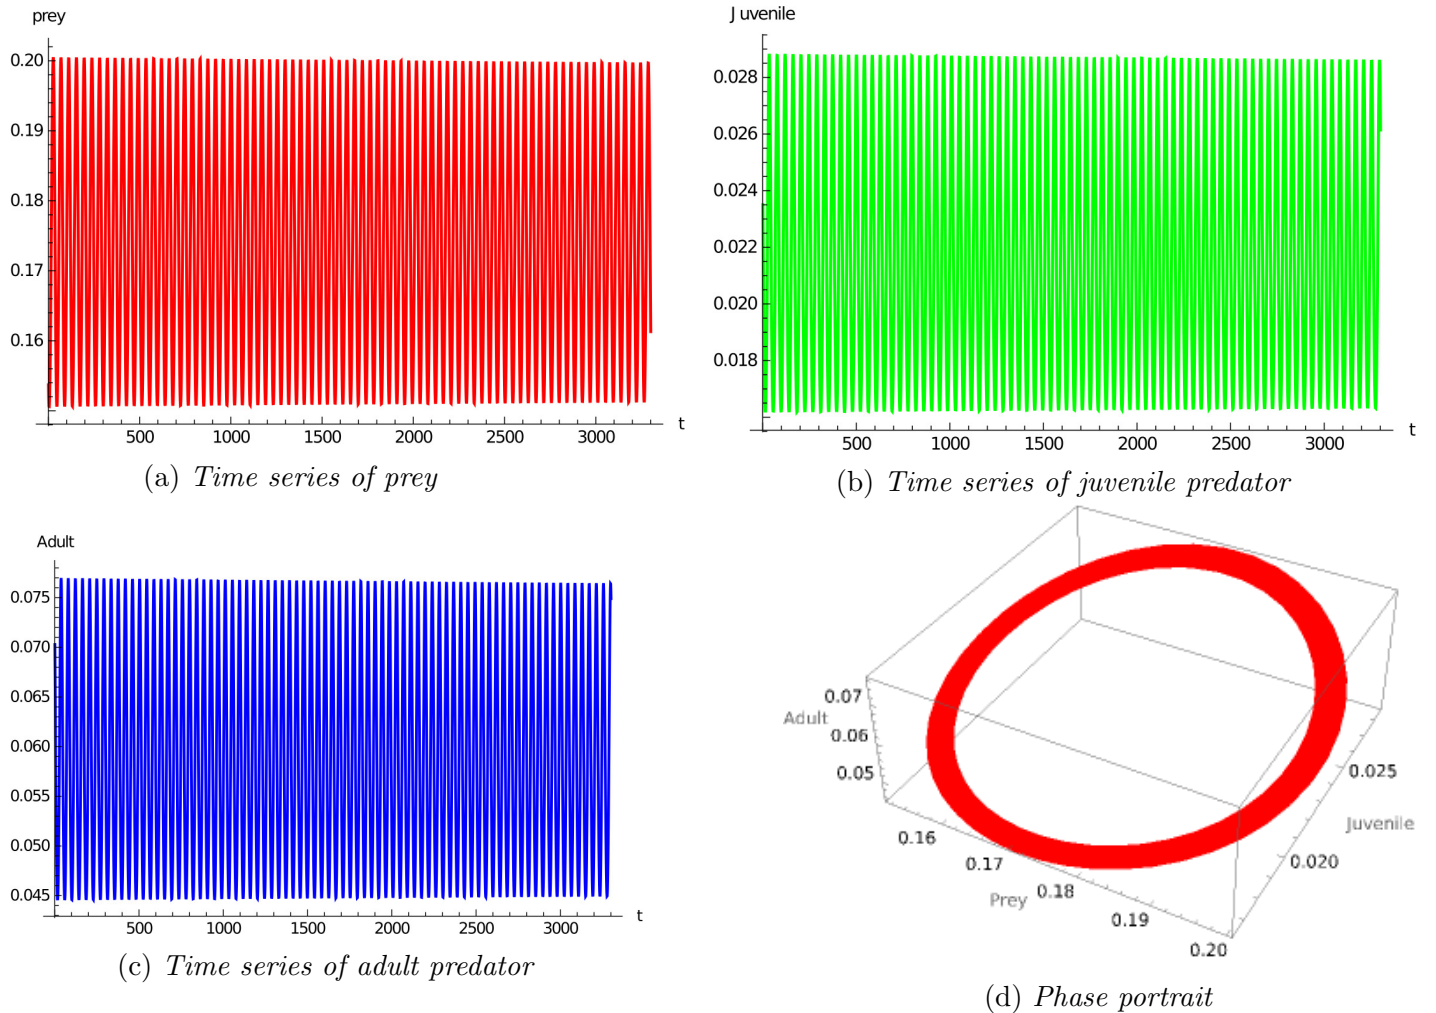 prey
0.20
0.19
0.18
0.17
0.16
500 1000 1500 2000 2500 3000 t
(a) Time series of prey
Juvenile
0.028
0.026
0.024
0.022
0.020
0.018
500 1000 1500 2000 2500 3000 t
(b) Time series of juvenile predator
Adult
0.075
0.070
0.065
0.060
0.055
0.050
0.045
500 1000 1500 2000 2500 3000 t
(c) Time series of adult predator
0.07
Adult
0.06
0.05
0.16
0.17
Prey 0.18
0.19
0.20
0.025
Juvenile
0.020
(d) Phase portrait